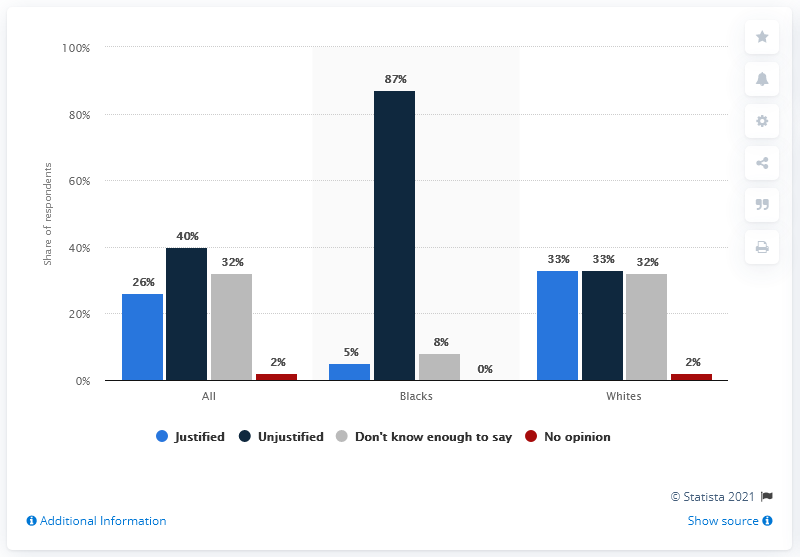 100%
80%
60%
40%
20%
0%
Share of respondents
26%
40%
32%
2%
5%
87%
8%
0%
33%
33%
32%
2%
All
Blacks
Whites
Justified
Unjustified
Don't know enough to say
No opinion
© Statista 2021
Additional Information
Show source